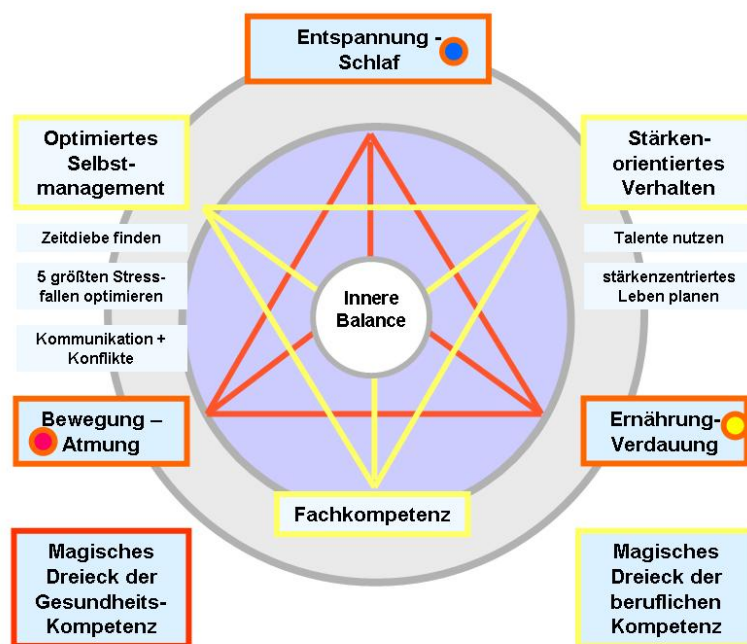 Entspannung -
Schlaf
Optimiertes
Selbst-
management
Zeitdiebe finden
5 größten Stress-
fallen optimieren
Kommunikation +
Konflikte
Stärken-
orientiertes
Verhalten
Talente nutzen
stärkenzentriertes
Leben planen
Innere
Balance
Bewegung –
Atmung
Ernährung-
Verdauung
Fachkompetenz
Magisches
Dreieck der
Gesundheits-
Kompetenz
Magisches
Dreieck der
beruflichen
Kompetenz